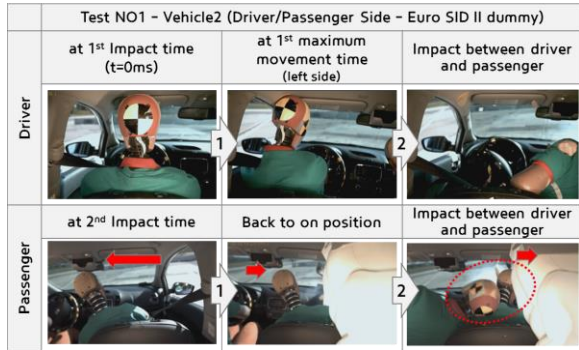 Test NO1 - Vehicle2 (Driver/Passenger Side - Euro SID II dummy)
at 1st Impact time
(t=0ms)
at 1st maximum
movement time
(left side)
Impact between driver
and passenger
Driver
1
2
at 2nd Impact time
Back to on position
Impact between driver
and passenger
Passenger
1
2